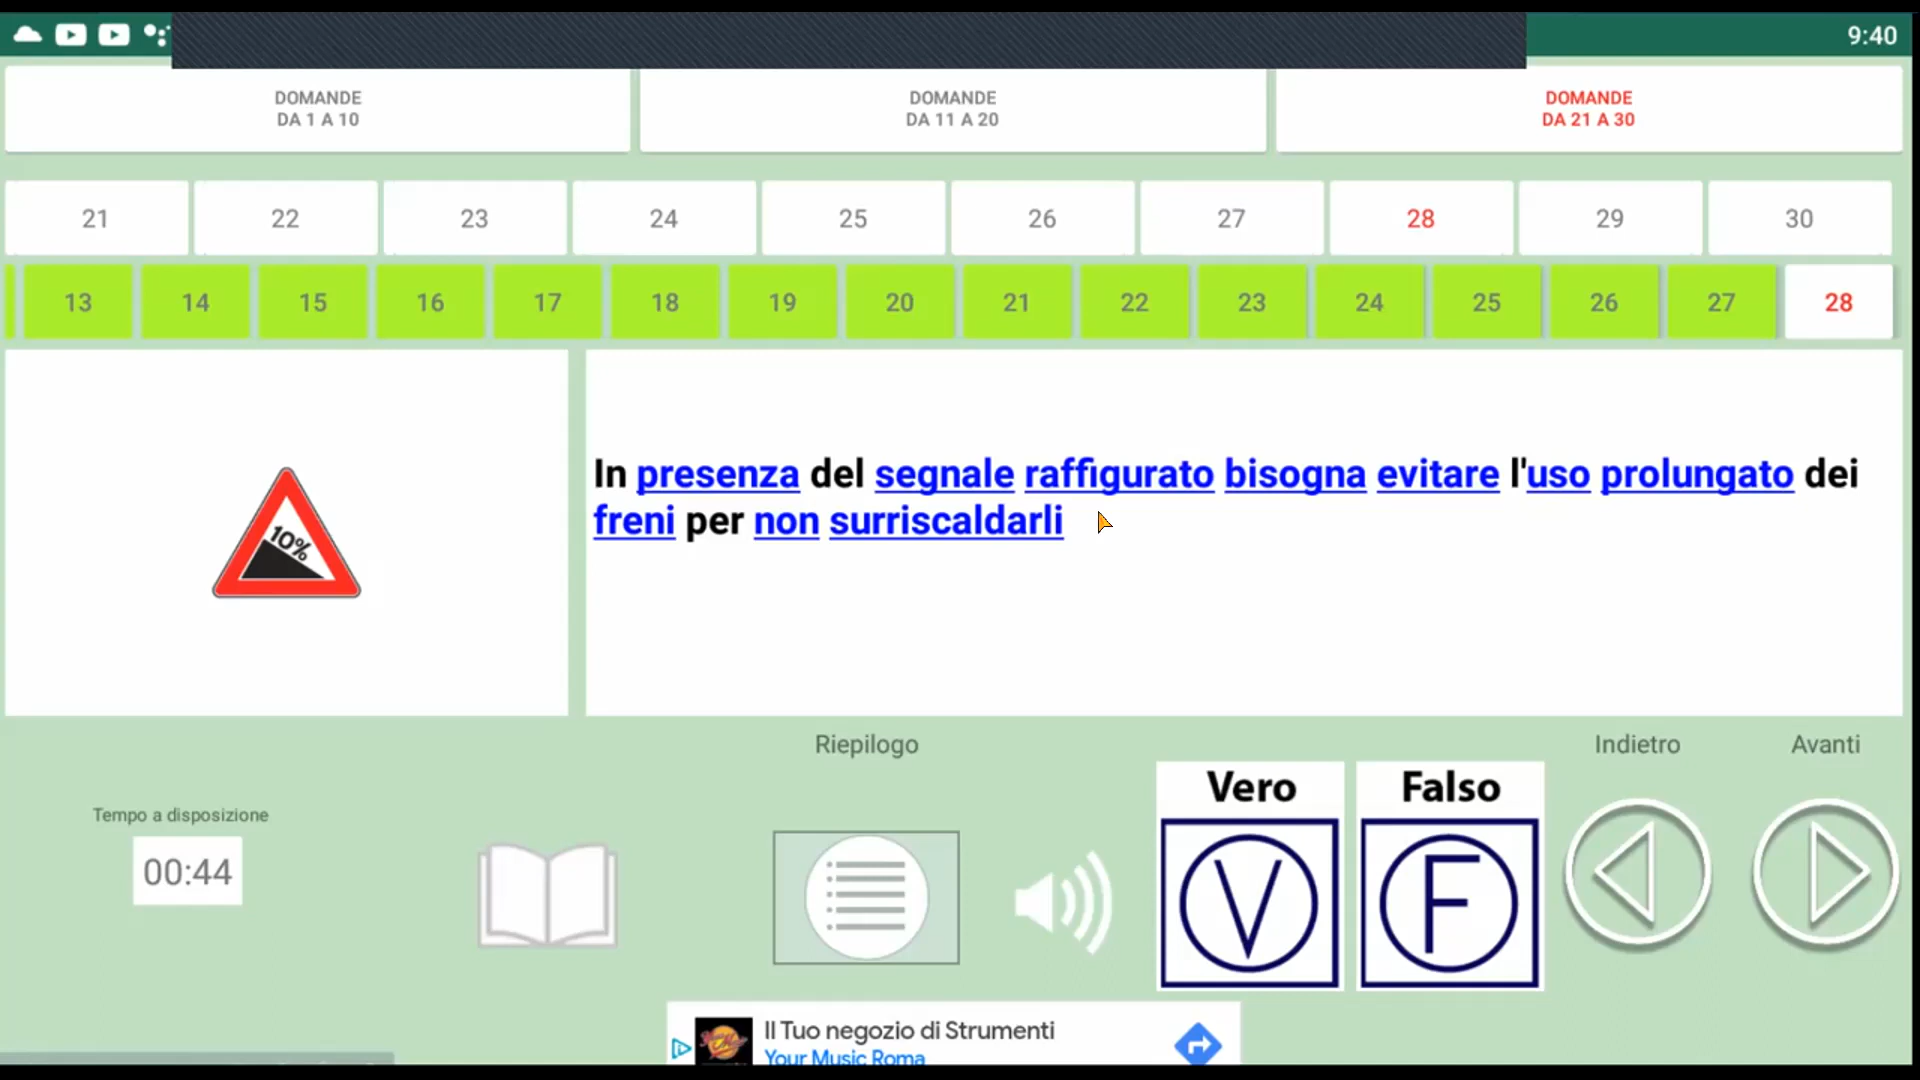 9:40
DOMANDE
DA 1 A 10
DOMANDE
DA 11 A 20
DOMANDE
DA 21 A 30
21 22 23 24 25 26 27 28 29 30
13 14 15 16 17 18 19 20 21 22 23 24 25 26 27 28
10%
In presenza del segnale raffigurato bisogna evitare l'uso prolungato dei
freni per non surriscaldarli
Riepilogo
Indietro
Avanti
Tempo a disposizione
00:44
Vero
Falso
V
F
Il Tuo negozio di Strumenti
Your Music Roma